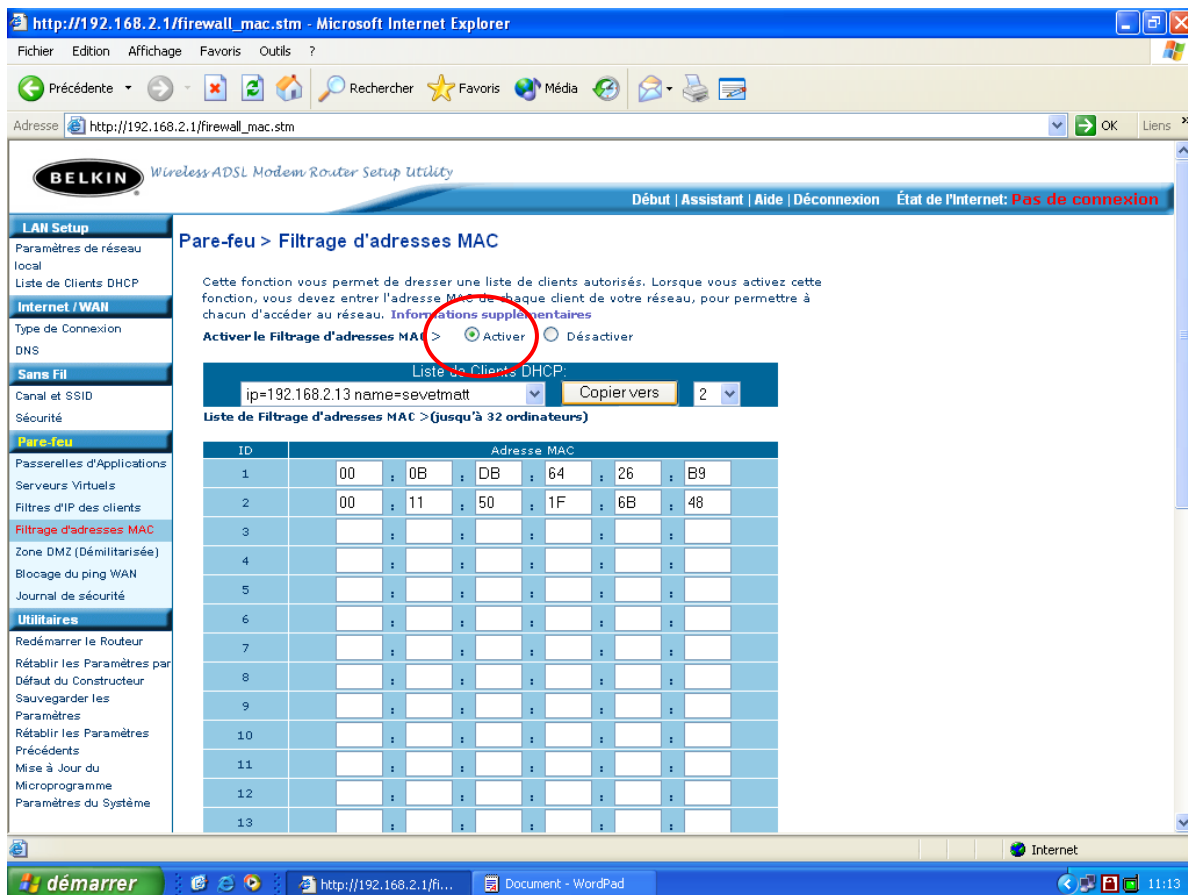 http://192.168.2.1/firewall_mac.stm - Microsoft Internet Explorer
Fichier Edition Affichage Favoris Outils ?
Précédente Rechercher Favoris Média
Adresse http://192.168.2.1/firewall_mac.stm OK Liens »
BELKIN Wireless ADSL Modem Router Setup Utility
Début | Assistant | Aide | Déconnexion État de l'Internet: Pas de connexion
LAN Setup
Paramètres de réseau
local
Liste de Clients DHCP
Internet / WAN
Type de Connexion
DNS
Sans Fil
Canal et SSID
Sécurité
Pare-feu
Passerelles d'Applications
Serveurs Virtuels
Filtres d'IP des clients
Filtrage d'adresses MAC
Zone DMZ (Démilitarisée)
Blocage du ping WAN
Journal de sécurité
Utilitaires
Redémarrer le Routeur
Rétablir les Paramètres par
Défaut du Constructeur
Sauvegarder les
Paramètres
Rétablir les Paramètres
Précédents
Mise à Jour du
Microprogramme
Paramètres du Système
Pare-feu > Filtrage d'adresses MAC
Cette fonction vous permet de dresser une liste de clients autorisés. Lorsque vous activez cette
fonction, vous devez entrer l'adresse MAC de chaque client de votre réseau, pour permettre à
chacun d'accéder au réseau. Informations supplémentaires
Activer le Filtrage d'adresses MAC > Activer Désactiver
Liste de Clients DHCP:
ip=192.168.2.13 name=sevetmatt Copier vers 2
Liste de Filtrage d'adresses MAC >(jusqu'à 32 ordinateurs)
ID Adresse MAC
1 00 : 0B : DB : 64 : 26 : B9
2 00 : 11 : 50 : 1F : 6B : 48
3 : : : : :
4 : : : : :
5 : : : : :
6 : : : : :
7 : : : : :
8 : : : : :
9 : : : : :
10 : : : : :
11 : : : : :
12 : : : : :
13 : : : : :
Internet
démarrer http://192.168.2.1/fi... Document - WordPad 11:13